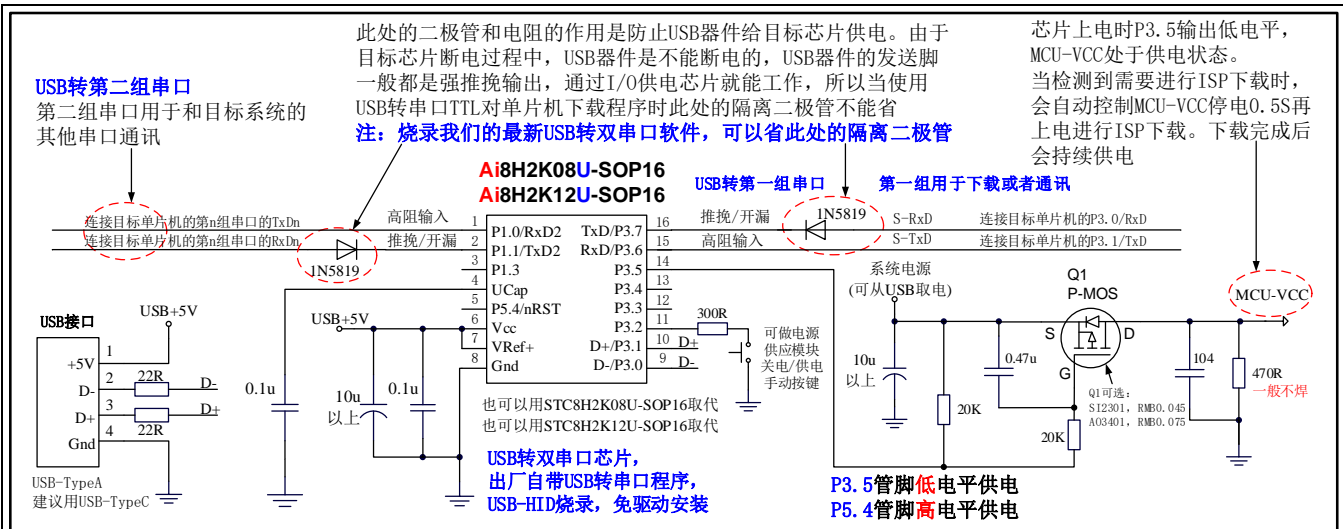 此处的二极管和电阻的作用是防止USB器件给目标芯片供电。由于
目标芯片断电过程中，USB器件是不能断电的，USB器件的发送脚
一般都是强推挽输出，通过I/O供电芯片就能工作，所以当使用
USB转串口TTL对单片机下载程序时此处的隔离二极管不能省
注：烧录我们的最新USB转双串口软件，可以省此处的隔离二极管
芯片上电时P3.5输出低电平，
MCU-VCC处于供电状态。
当检测到需要进行ISP下载时，
会自动控制MCU-VCC停电0.5S再
上电进行ISP下载。下载完成后
会持续供电
USB转第二组串口
第二组串口用于和目标系统的
其他串口通讯
Ai8H2K08U-SOP16
Ai8H2K12U-SOP16
USB转第一组串口
第一组用于下载或者通讯
连接目标单片机的第n组串口的TxDn
高阻输入
1
P1.0/RxD2
TxD/P3.7
16
推挽/开漏
1N5819
S-RxD
连接目标单片机的P3.0/RxD
连接目标单片机的第n组串口的RxDn
1N5819
推挽/开漏
2
P1.1/TxD2
RxD/P3.6
15
高阻输入
S-TxD
连接目标单片机的P3.1/TxD
3
P1.3
P3.5
14
4
UCap
P3.4
13
5
P5.4/nRST
P3.3
12
6
Vcc
P3.2
11
7
VRef+
D+/P3.1
10
D+
8
Gnd
D-/P3.0
9
D-
300R
可做电源
供应模块
关电/供电
手动按键
系统电源
(可从USB取电)
Q1
P-MOS
S
D
G
MCU-VCC
10u
以上
0.47u
20K
20K
Q1可选:
SI2301, RMB0.045
AO3401, RMB0.075
104
470R
一般不焊
USB接口
USB+5V
+5V
1
D-
2
22R
D-
D+
3
22R
D+
Gnd
4
USB-TypeA
建议用USB-TypeC
0.1u
USB+5V
10u
以上
0.1u
也可以用STC8H2K08U-SOP16取代
也可以用STC8H2K12U-SOP16取代
USB转双串口芯片，
出厂自带USB转串口程序，
USB-HID烧录，免驱动安装
P3.5管脚低电平供电
P5.4管脚高电平供电